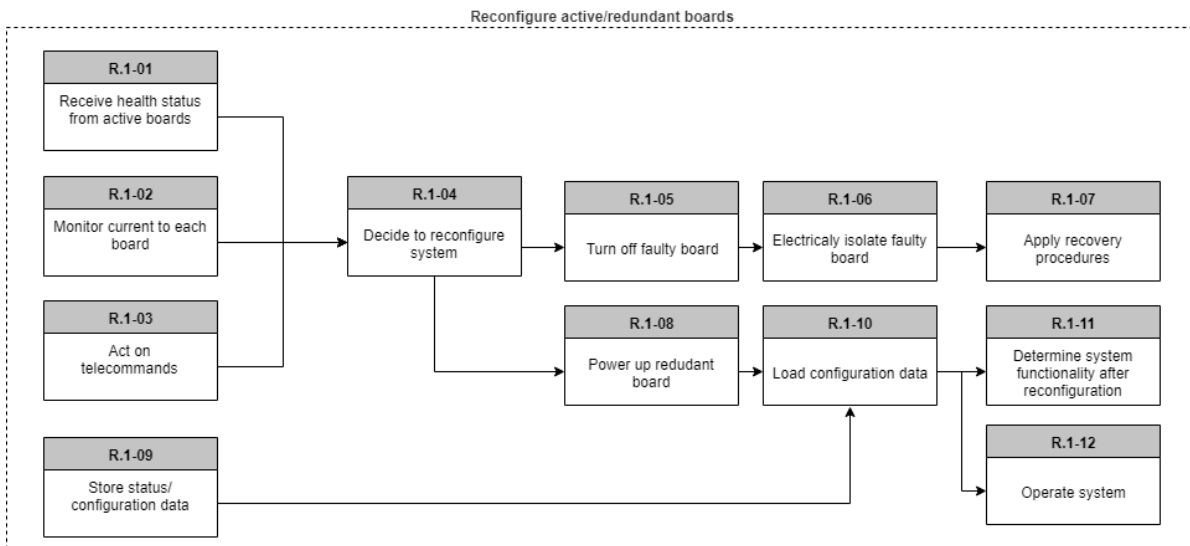 Reconfigure active/redundant boards
R.1-01
Receive health status
from active boards
R.1-02
Monitor current to each
board
R.1-03
Act on
telecommands
R.1-09
Store status/
configuration data
R.1-04
Decide to reconfigure
system
R.1-05
Turn off faulty board
R.1-06
Electricaly isolate faulty
board
R.1-07
Apply recovery
procedures
R.1-08
Power up redudant
board
R.1-10
Load configuration data
R.1-11
Determine system
functionality after
reconfiguration
R.1-12
Operate system